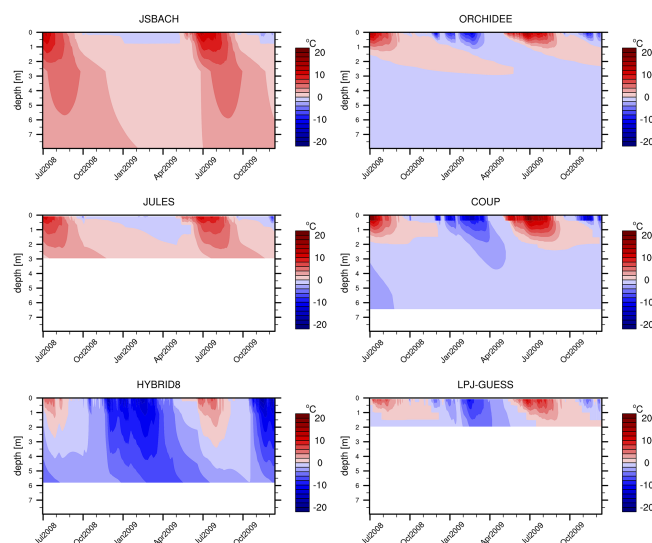 JSBACH
ORCHIDEE
0
1
2
3
4
5
6
7
depth [m]
Jul2008
Oct2008
Jan2009
Apr2009
Jul2009
Oct2009
°C
20
10
0
-10
-20
0
1
2
3
4
5
6
7
depth [m]
Jul2008
Oct2008
Jan2009
Apr2009
Jul2009
Oct2009
°C
20
10
0
-10
-20
JULES
COUP
0
1
2
3
4
5
6
7
depth [m]
Jul2008
Oct2008
Jan2009
Apr2009
Jul2009
Oct2009
°C
20
10
0
-10
-20
0
1
2
3
4
5
6
7
depth [m]
Jul2008
Oct2008
Jan2009
Apr2009
Jul2009
Oct2009
°C
20
10
0
-10
-20
HYBRID8
LPJ-GUESS
0
1
2
3
4
5
6
7
depth [m]
Jul2008
Oct2008
Jan2009
Apr2009
Jul2009
Oct2009
°C
20
10
0
-10
-20
0
1
2
3
4
5
6
7
depth [m]
Jul2008
Oct2008
Jan2009
Apr2009
Jul2009
Oct2009
°C
20
10
0
-10
-20